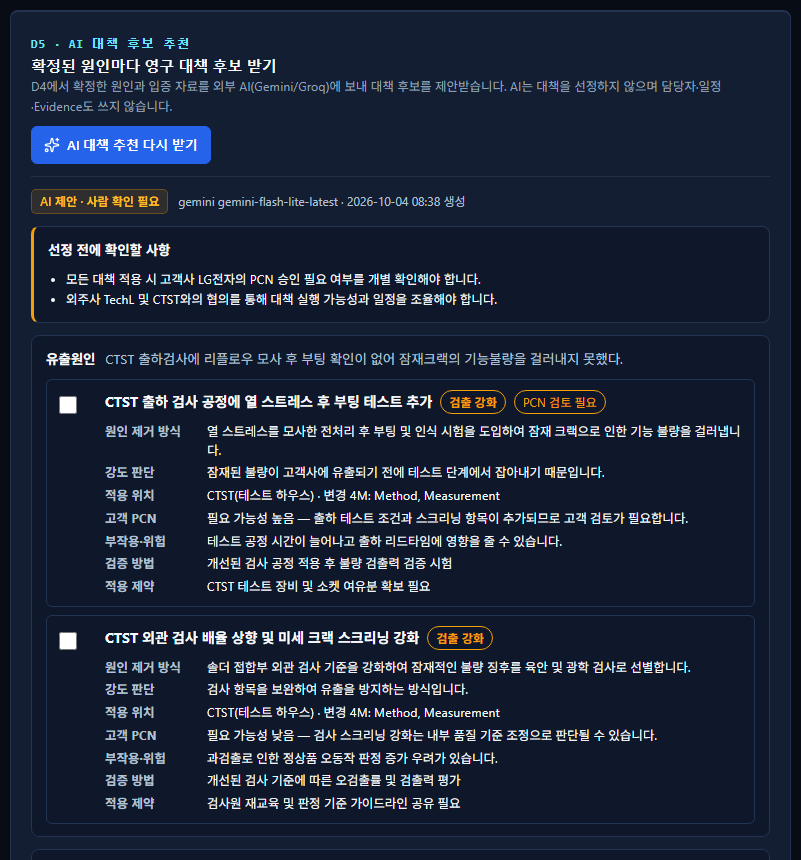 D5 · AI 대책 후보 추천
확정된 원인마다 영구 대책 후보 받기
D4에서 확정한 원인과 입증 자료를 외부 AI(Gemini/Groq)에 보내 대책 후보를 제안받습니다. AI는 대책을 선정하지 않으며 담당자·일정
·Evidence도 쓰지 않습니다.
AI 대책 추천 다시 받기
AI 제안 · 사람 확인 필요 gemini gemini-flash-lite-latest · 2026-10-04 08:38 생성
선정 전에 확인할 사항
• 모든 대책 적용 시 고객사 LG전자의 PCN 승인 필요 여부를 개별 확인해야 합니다.
• 외주사 TechL 및 CTST와의 협의를 통해 대책 실행 가능성과 일정을 조율해야 합니다.
유출원인 CTST 출하검사에 리플로우 모사 후 부팅 확인이 없어 잠재크랙의 기능불량을 걸러내지 못했다.
CTST 출하 검사 공정에 열 스트레스 후 부팅 테스트 추가 검출 강화 PCN 검토 필요
원인 제거 방식 열 스트레스를 모사한 전처리 후 부팅 및 인식 시험을 도입하여 잠재 크랙으로 인한 기능 불량을 걸러냅니
다.
강도 판단 잠재된 불량이 고객사에 유출되기 전에 테스트 단계에서 잡아내기 때문입니다.
적용 위치 CTST(테스트 하우스) · 변경 4M: Method, Measurement
고객 PCN 필요 가능성 높음 — 출하 테스트 조건과 스크리닝 항목이 추가되므로 고객 검토가 필요합니다.
부작용·위험 테스트 공정 시간이 늘어나고 출하 리드타임에 영향을 줄 수 있습니다.
검증 방법 개선된 검사 공정 적용 후 불량 검출력 검증 시험
적용 제약 CTST 테스트 장비 및 소켓 여유분 확보 필요
CTST 외관 검사 배율 상향 및 미세 크랙 스크리닝 강화 검출 강화
원인 제거 방식 솔더 접합부 외관 검사 기준을 강화하여 잠재적인 불량 징후를 육안 및 광학 검사로 선별합니다.
강도 판단 검사 항목을 보완하여 유출을 방지하는 방식입니다.
적용 위치 CTST(테스트 하우스) · 변경 4M: Method, Measurement
고객 PCN 필요 가능성 낮음 — 검사 스크리닝 강화는 내부 품질 기준 조정으로 판단될 수 있습니다.
부작용·위험 과검출로 인한 정상품 오동작 판정 증가 우려가 있습니다.
검증 방법 개선된 검사 기준에 따른 오검출률 및 검출력 평가
적용 제약 검사원 재교육 및 판정 기준 가이드라인 공유 필요